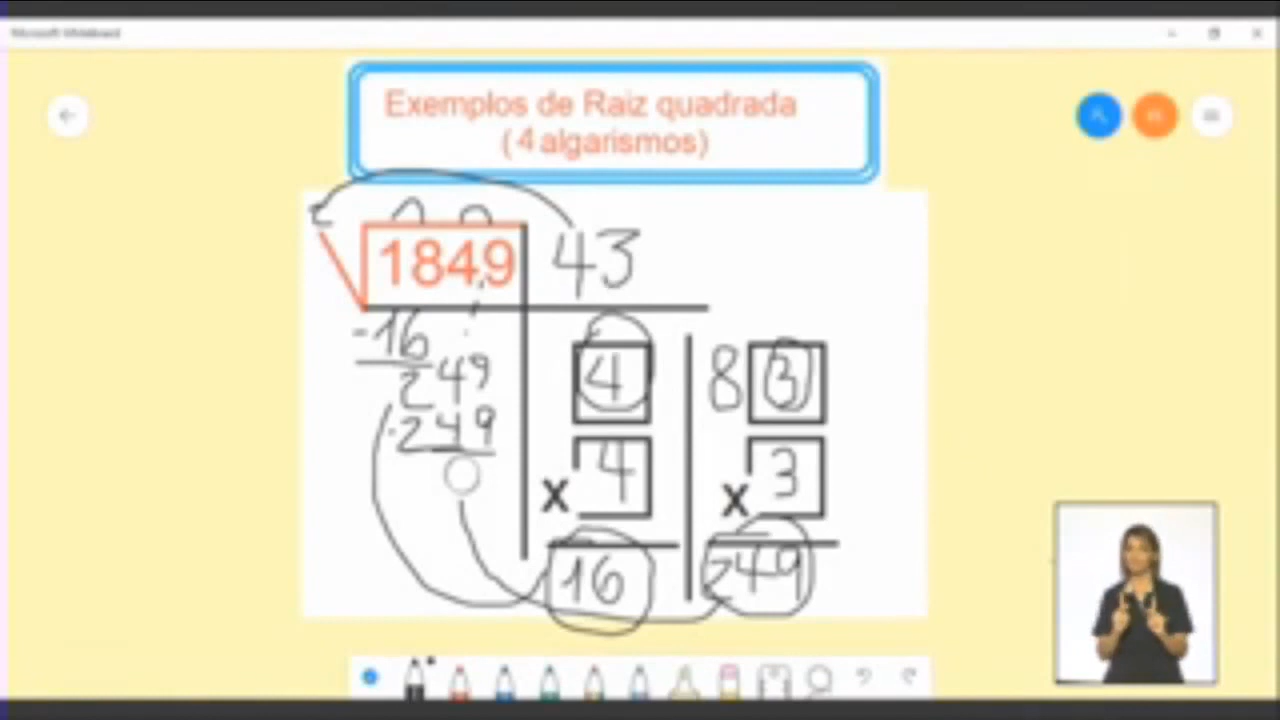 Microsoft Whiteboard
Exemplos de Raiz quadrada
(4 algarismos)
2
1849 43
-16
249
-249
0
4
x 4
16
8 3
x 3
249